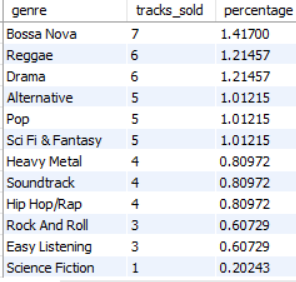 genre tracks_sold percentage
Bossa Nova 7 1.41700
Reggae 6 1.21457
Drama 6 1.21457
Alternative 5 1.01215
Pop 5 1.01215
Sci Fi & Fantasy 5 1.01215
Heavy Metal 4 0.80972
Soundtrack 4 0.80972
Hip Hop/Rap 4 0.80972
Rock And Roll 3 0.60729
Easy Listening 3 0.60729
Science Fiction 1 0.20243